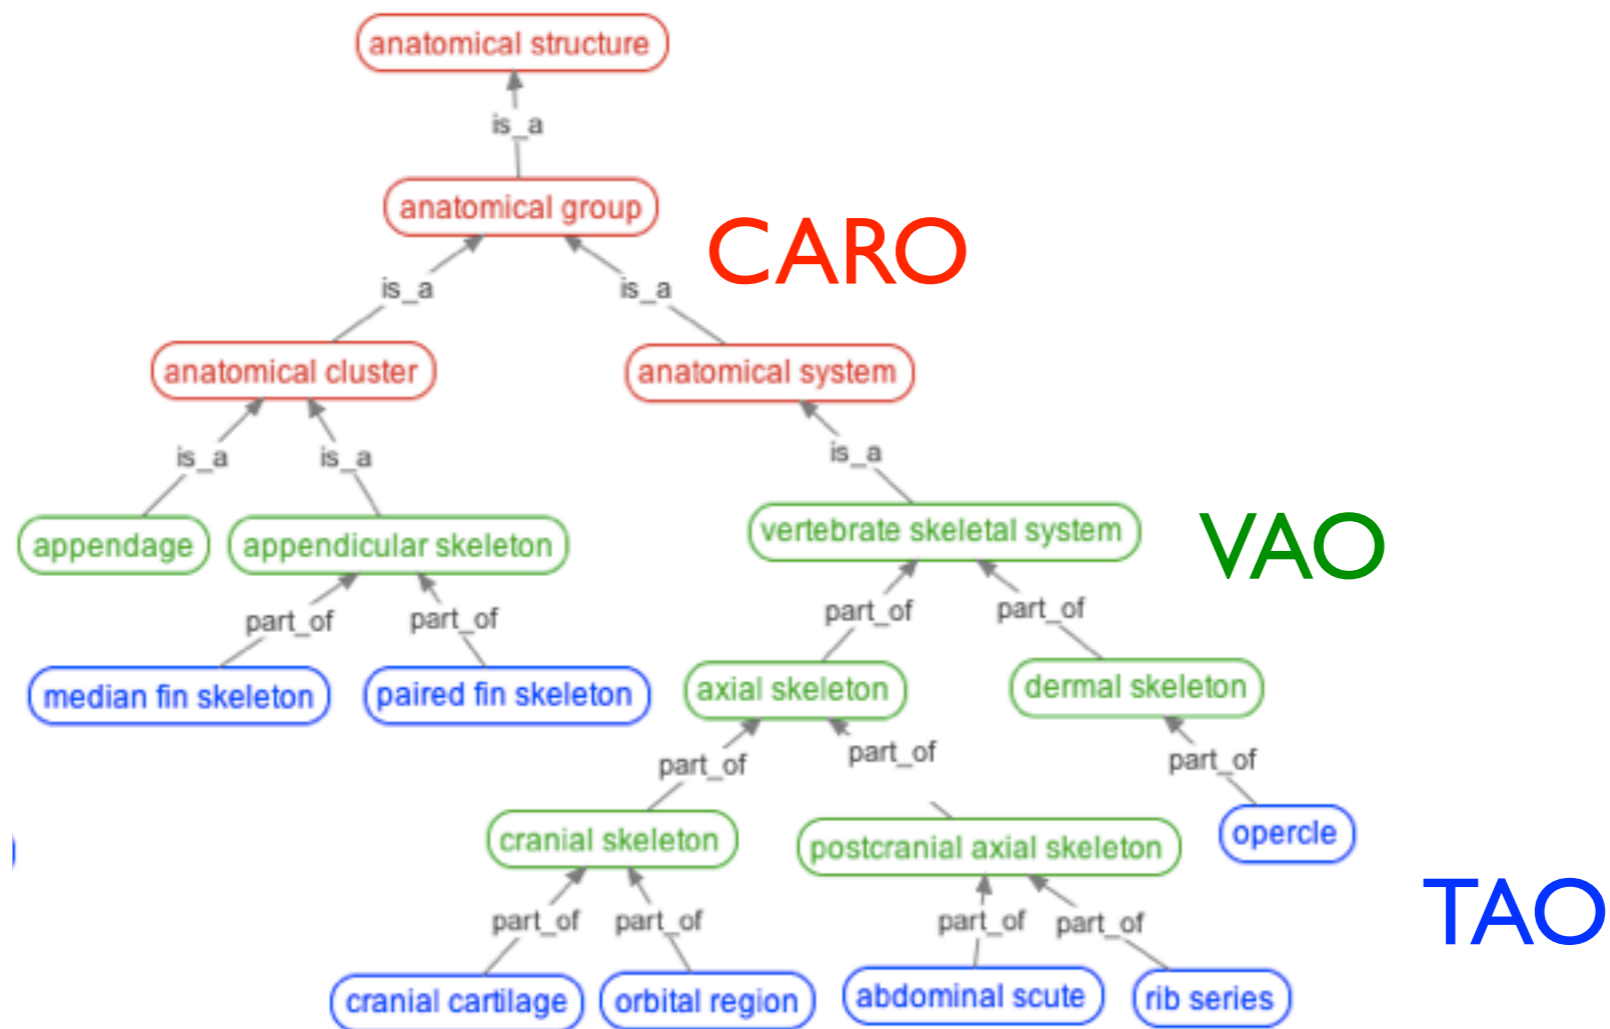 anatomical structure
is_a
anatomical group
CARO
is_a
is_a
anatomical cluster
anatomical system
is_a
is_a
is_a
appendage
appendicular skeleton
vertebrate skeletal system
VAO
part_of
part_of
part_of
part_of
median fin skeleton
paired fin skeleton
axial skeleton
dermal skeleton
part_of
part_of
part_of
cranial skeleton
postcranial axial skeleton
opercle
TAO
part_of
part_of
part_of
part_of
cranial cartilage
orbital region
abdominal scute
rib series